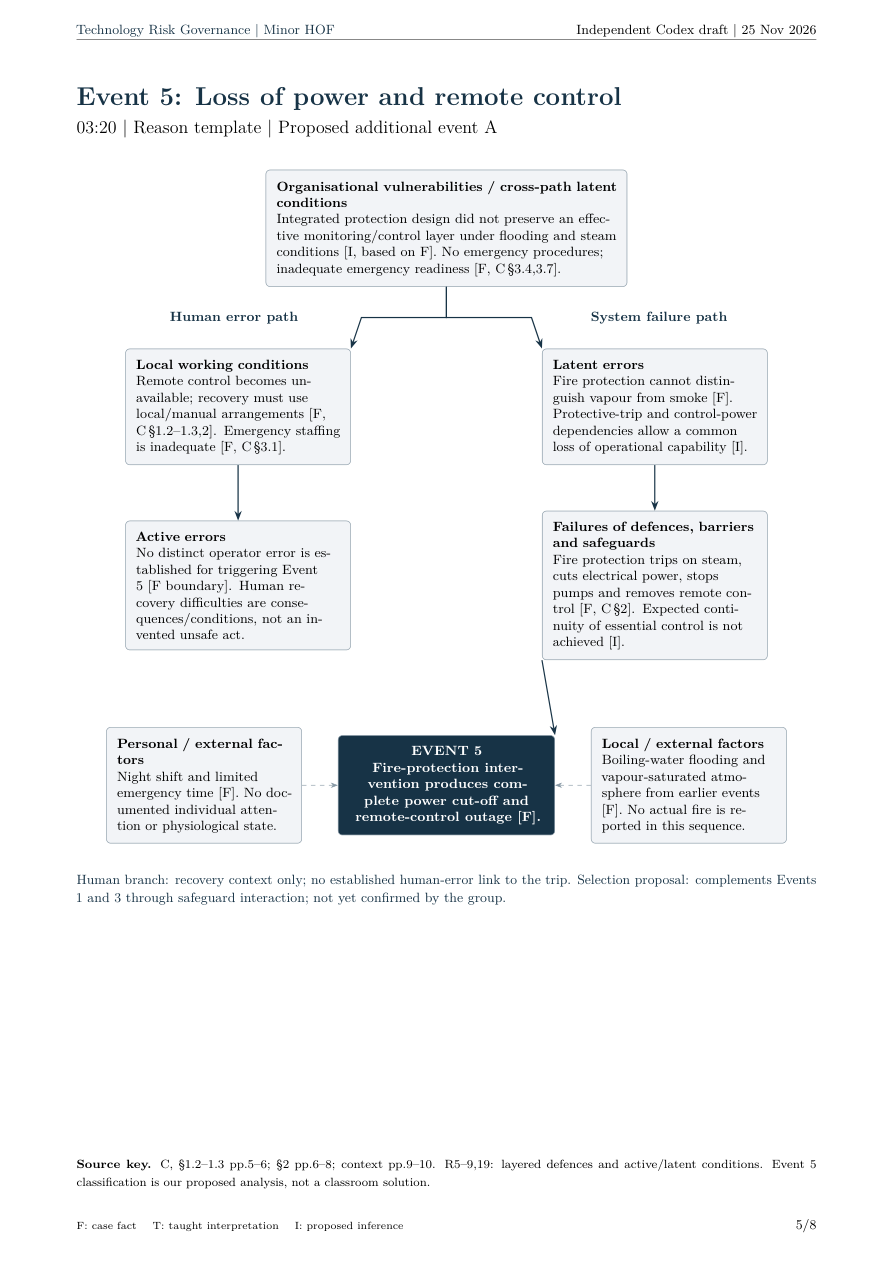 Technology Risk Governance | Minor HOF
Independent Codex draft | 25 Nov 2026
Event 5: Loss of power and remote control
03:20 | Reason template | Proposed additional event A
Organisational vulnerabilities / cross-path latent
conditions
Integrated protection design did not preserve an effec-
tive monitoring/control layer under flooding and steam
conditions [I, based on F]. No emergency procedures;
inadequate emergency readiness [F, C §3.4,3.7].
Human error path
System failure path
Local working conditions
Remote control becomes un-
available; recovery must use
local/manual arrangements [F,
C §1.2–1.3,2]. Emergency staffing
is inadequate [F, C §3.1].
Latent errors
Fire protection cannot distin-
guish vapour from smoke [F].
Protective-trip and control-power
dependencies allow a common
loss of operational capability [I].
Active errors
No distinct operator error is es-
tablished for triggering Event
5 [F boundary]. Human re-
covery difficulties are conse-
quences/conditions, not an in-
vented unsafe act.
Failures of defences, barriers
and safeguards
Fire protection trips on steam,
cuts electrical power, stops
pumps and removes remote con-
trol [F, C §2]. Expected conti-
nuity of essential control is not
achieved [I].
Personal / external fac-
tors
Night shift and limited
emergency time [F]. No doc-
umented individual atten-
tion or physiological state.
EVENT 5
Fire-protection inter-
vention produces com-
plete power cut-off and
remote-control outage [F].
Local / external factors
Boiling-water flooding and
vapour-saturated atmo-
sphere from earlier events
[F]. No actual fire is re-
ported in this sequence.
Human branch: recovery context only; no established human-error link to the trip. Selection proposal: complements Events
1 and 3 through safeguard interaction; not yet confirmed by the group.
Source key. C, §1.2–1.3 pp.5–6; §2 pp.6–8; context pp.9–10. R5–9,19: layered defences and active/latent conditions. Event 5
classification is our proposed analysis, not a classroom solution.
F: case fact T: taught interpretation I: proposed inference
5/8